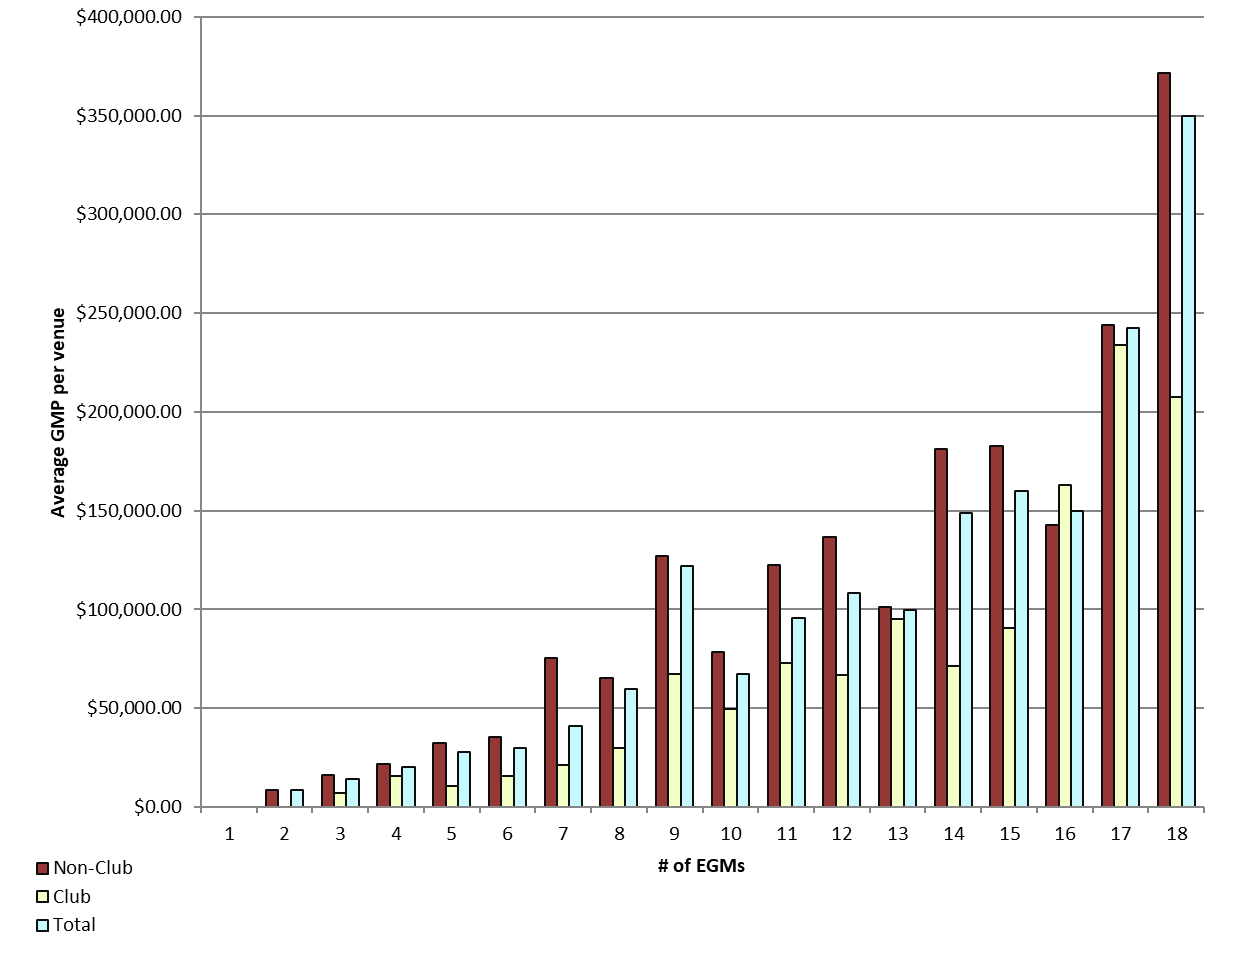 $400,000.00
$350,000.00
$300,000.00
$250,000.00
$200,000.00
$150,000.00
$100,000.00
$50,000.00
$0.00
Average GMP per venue
1 2 3 4 5 6 7 8 9 10 11 12 13 14 15 16 17 18
# of EGMs
Non-Club
Club
Total